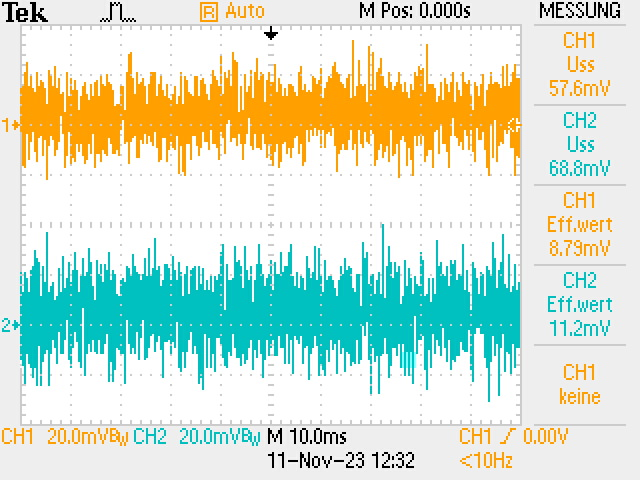 Tek R Auto M Pos: 0.000s MESSUNG
CH1
Uss
57.6mV
CH2
Uss
68.8mV
1
CH1
Eff.wert
8.79mV
CH2
Eff.wert
11.2mV
2
CH1
keine
CH1 20.0mVBw CH2 20.0mVBw M 10.0ms CH1 0.00V
11-Nov-23 12:32 <10Hz